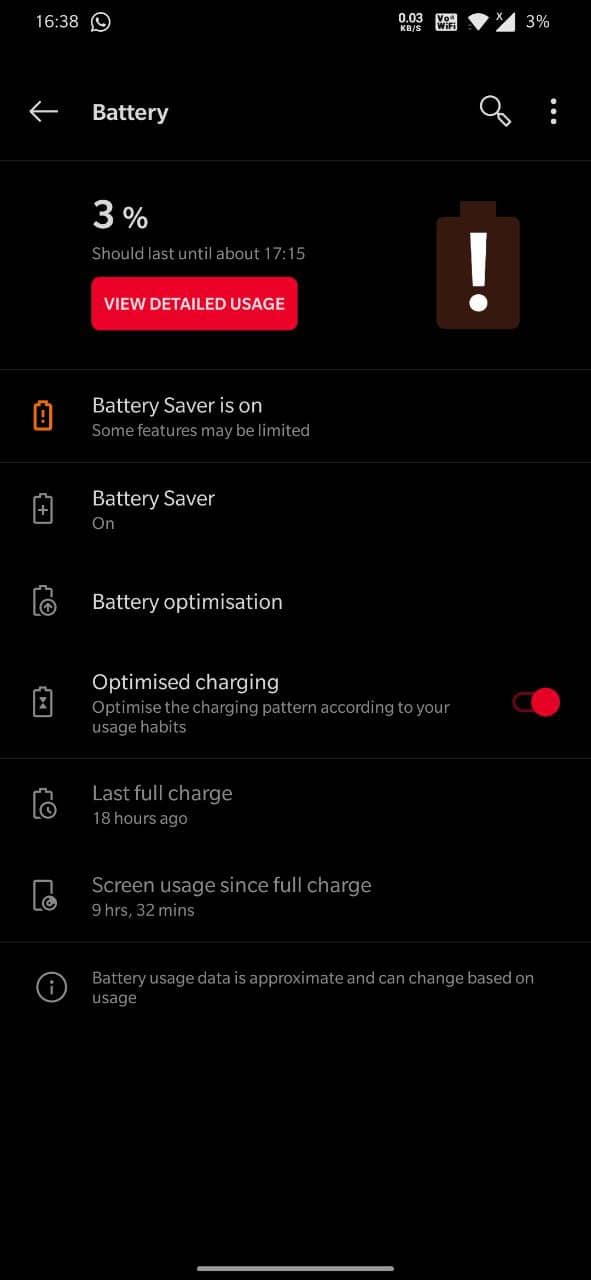 16:38
0.03 KB/S
Vo» WiFi
X
3%
Battery
3 %
Should last until about 17:15
VIEW DETAILED USAGE
Battery Saver is on
Some features may be limited
Battery Saver
On
Battery optimisation
Optimised charging
Optimise the charging pattern according to your
usage habits
Last full charge
18 hours ago
Screen usage since full charge
9 hrs, 32 mins
Battery usage data is approximate and can change based on
usage